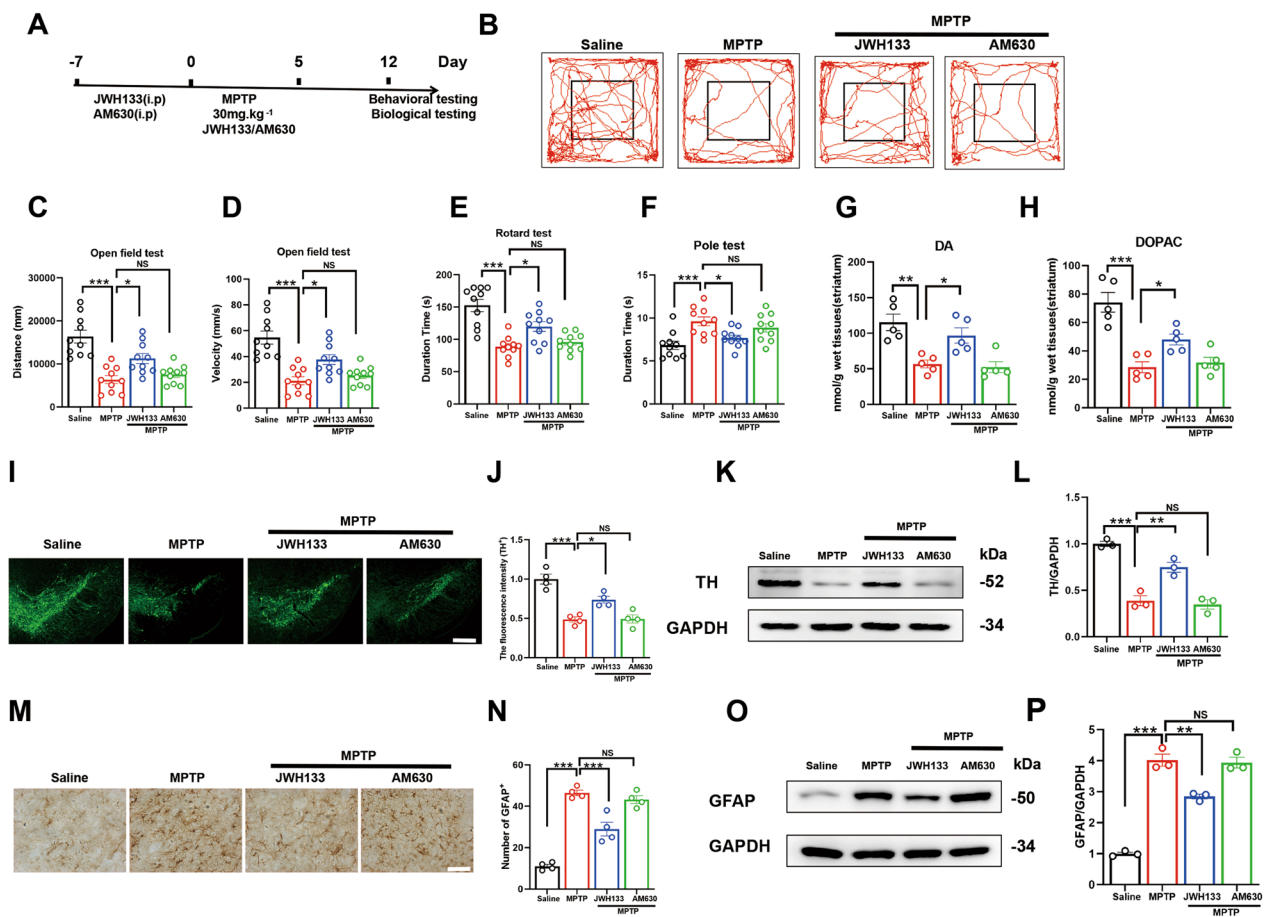 A
-7 0 5 12 Day
JWH133(i.p) MPTP Behavioral testing
AM630(i.p) 30mg.kg⁻¹ Biological testing
JWH133/AM630
B
MPTP
Saline MPTP JWH133 AM630
C
Open field test
NS
*** *
Distance (mm)
30000
20000
10000
0
Saline MPTP JWH133 AM630
MPTP
D
Open field test
NS
*** *
Velocity (mm/s)
100
80
60
40
20
0
Saline MPTP JWH133 AM630
MPTP
E
Rotard test
NS
*** *
Duration Time (s)
200
150
100
50
0
Saline MPTP JWH133 AM630
MPTP
F
Pole test
NS
*** *
Duration Time (s)
15
10
5
0
Saline MPTP JWH133 AM630
MPTP
G
DA
** *
nmol/g wet tissues(striatum)
200
150
100
50
0
Saline MPTP JWH133 AM630
MPTP
H
DOPAC
*** *
nmol/g wet tissues(striatum)
100
80
60
40
20
0
Saline MPTP JWH133 AM630
MPTP
I
MPTP
Saline MPTP JWH133 AM630
J
NS
*** *
The fluorescence intensity (TH⁺)
1.5
1.0
0.5
0.0
Saline MPTP JWH133 AM630
MPTP
K
MPTP
Saline MPTP JWH133 AM630 kDa
TH -52
GAPDH -34
L
NS
*** **
TH/GAPDH
1.5
1.0
0.5
0.0
Saline MPTP JWH133 AM630
MPTP
M
MPTP
Saline MPTP JWH133 AM630
N
NS
*** ***
Number of GFAP⁺
60
40
20
0
Saline MPTP JWH133 AM630
MPTP
O
MPTP
Saline MPTP JWH133 AM630 kDa
GFAP -50
GAPDH -34
P
NS
*** **
GFAP/GAPDH
5
4
3
2
1
0
Saline MPTP JWH133 AM630
MPTP